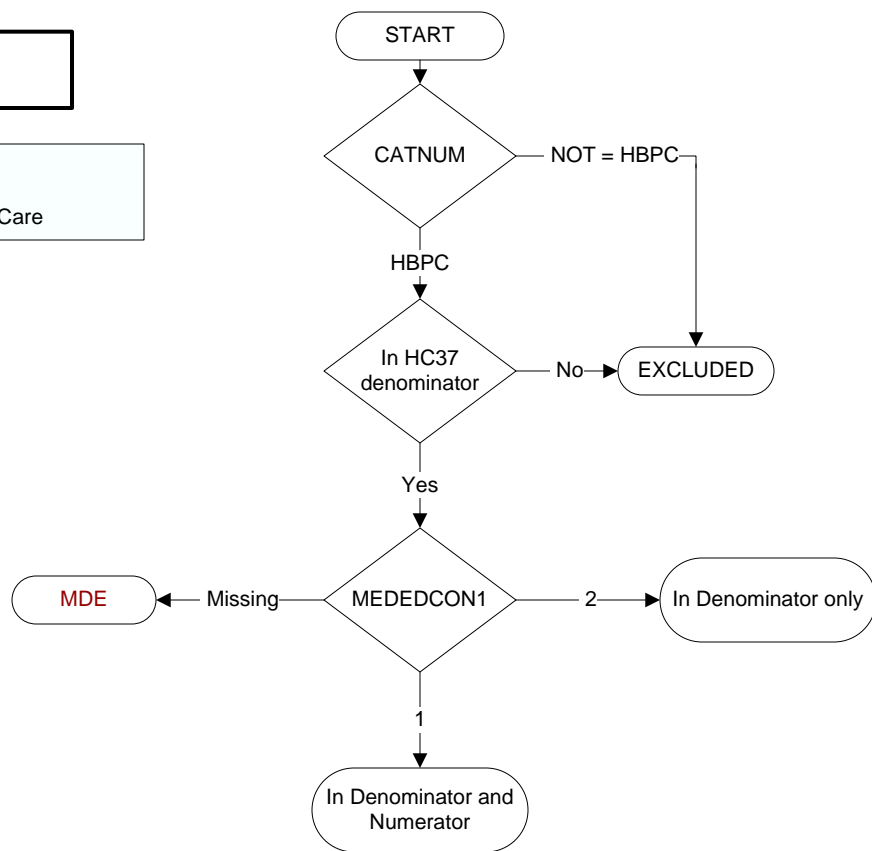 START
CATNUM
NOT = HBPC
Care
HBPC
In HC37
denominator
No
EXCLUDED
Yes
MDE
Missing
MEDEDCON1
2
In Denominator only
1
In Denominator and
Numerator